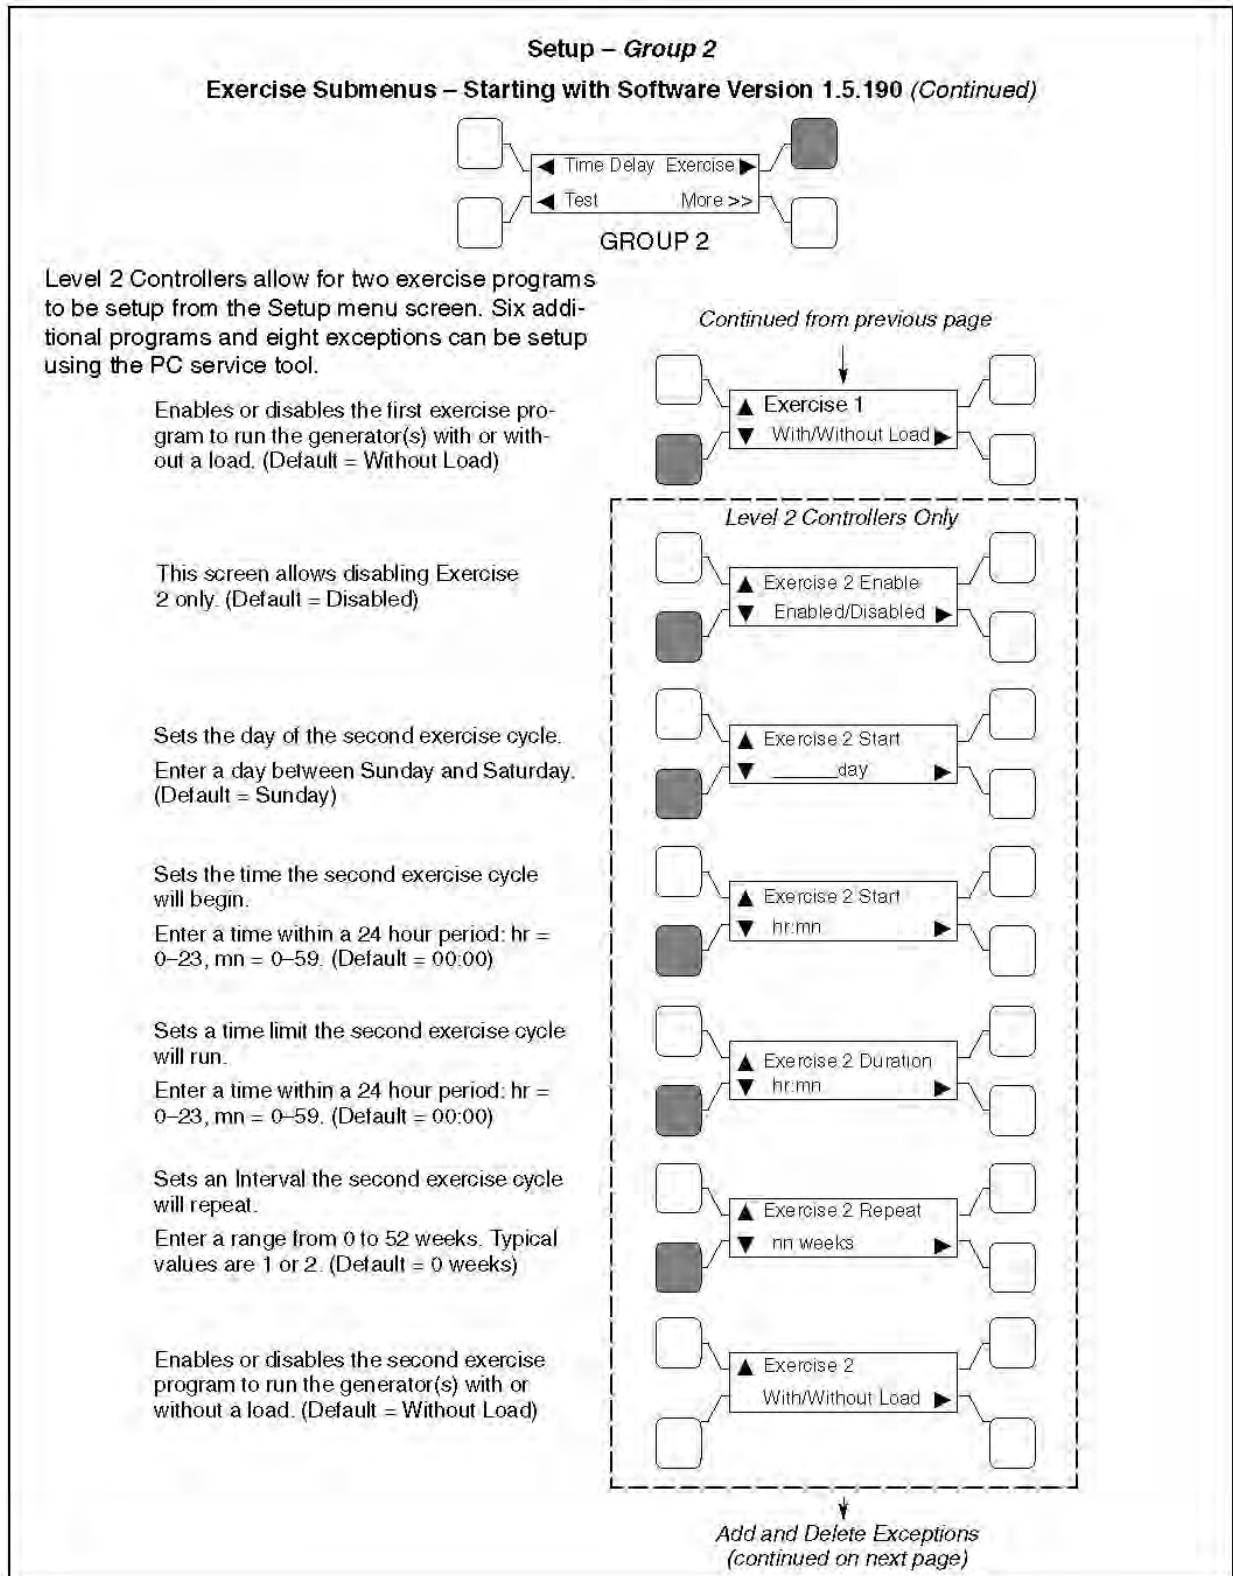 Setup – Group 2
Exercise Submenus – Starting with Software Version 1.5.190 (Continued)
◀ Time Delay Exercise ▶
◀ Test More >>
GROUP 2
Level 2 Controllers allow for two exercise programs
to be setup from the Setup menu screen. Six addi-
tional programs and eight exceptions can be setup
using the PC service tool.
Continued from previous page
Enables or disables the first exercise pro-
gram to run the generator(s) with or with-
out a load. (Default = Without Load)
▲ Exercise 1
▼ With/Without Load ▶
Level 2 Controllers Only
This screen allows disabling Exercise
2 only. (Default = Disabled)
▲ Exercise 2 Enable
▼ Enabled/Disabled ▶
Sets the day of the second exercise cycle.
Enter a day between Sunday and Saturday.
(Default = Sunday)
▲ Exercise 2 Start
▼ ______day ▶
Sets the time the second exercise cycle
will begin.
Enter a time within a 24 hour period: hr =
0–23, mn = 0–59. (Default = 00:00)
▲ Exercise 2 Start
▼ hr:mn ▶
Sets a time limit the second exercise cycle
will run.
Enter a time within a 24 hour period: hr =
0–23, mn = 0–59. (Default = 00:00)
▲ Exercise 2 Duration
▼ hr:mn ▶
Sets an Interval the second exercise cycle
will repeat.
Enter a range from 0 to 52 weeks. Typical
values are 1 or 2. (Default = 0 weeks)
▲ Exercise 2 Repeat
▼ nn weeks ▶
Enables or disables the second exercise
program to run the generator(s) with or
without a load. (Default = Without Load)
▲ Exercise 2
With/Without Load ▶
Add and Delete Exceptions
(continued on next page)